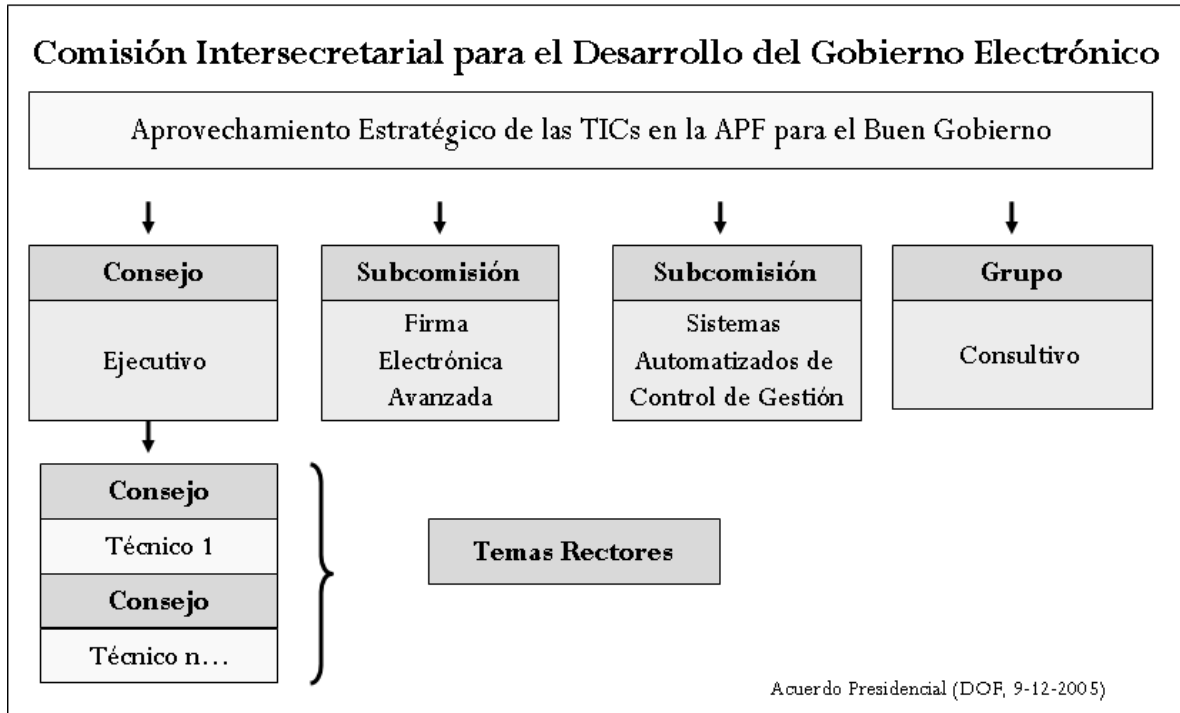 Comisión Intersecretarial para el Desarrollo del Gobierno Electrónico
Aprovechamiento Estratégico de las TICs en la APF para el Buen Gobierno
Consejo
Ejecutivo
Subcomisión
Firma
Electrónica
Avanzada
Subcomisión
Sistemas
Automatizados de
Control de Gestión
Grupo
Consultivo
Consejo
Técnico 1
Consejo
Técnico n...
Temas Rectores
Acuerdo Presidencial (DOF, 9-12-2005)